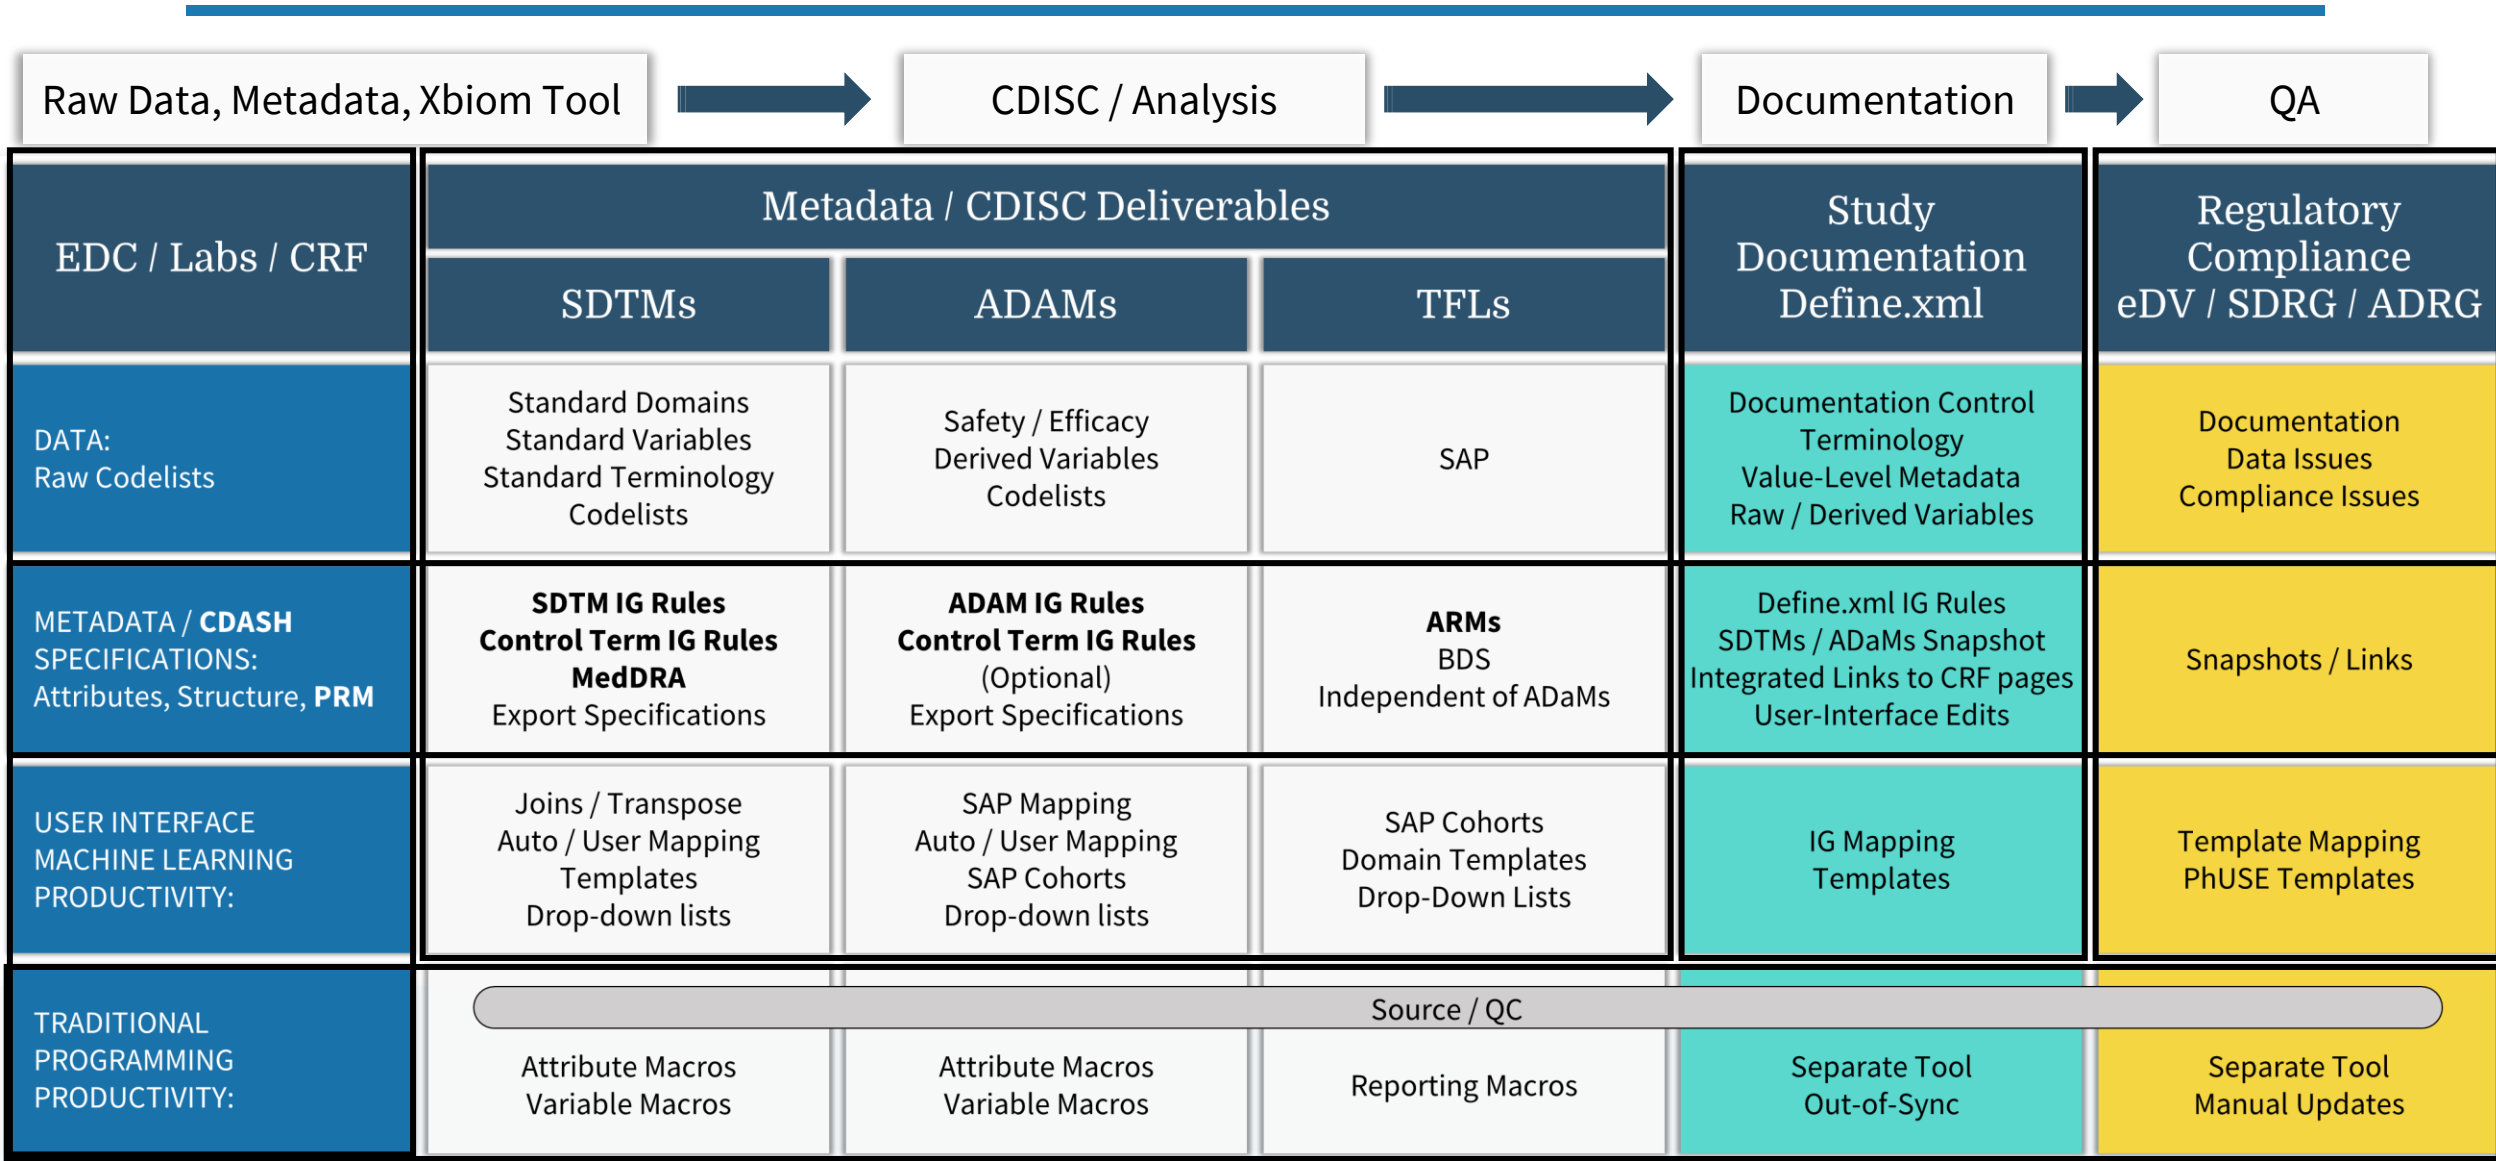 Raw Data, Metadata, Xbiom Tool
CDISC / Analysis
Documentation
QA
EDC / Labs / CRF
Metadata / CDISC Deliverables
SDTMs
ADAMs
TFLs
Study
Documentation
Define.xml
Regulatory
Compliance
eDV / SDRG / ADRG
DATA:
Raw Codelists
Standard Domains
Standard Variables
Standard Terminology
Codelists
Safety / Efficacy
Derived Variables
Codelists
SAP
Documentation Control
Terminology
Value-Level Metadata
Raw / Derived Variables
Documentation
Data Issues
Compliance Issues
METADATA / CDASH
SPECIFICATIONS:
Attributes, Structure, PRM
SDTM IG Rules
Control Term IG Rules
MedDRA
Export Specifications
ADAM IG Rules
Control Term IG Rules
(Optional)
Export Specifications
ARMs
BDS
Independent of ADaMs
Define.xml IG Rules
SDTMs / ADaMs Snapshot
Integrated Links to CRF pages
User-Interface Edits
Snapshots / Links
USER INTERFACE
MACHINE LEARNING
PRODUCTIVITY:
Joins / Transpose
Auto / User Mapping
Templates
Drop-down lists
SAP Mapping
Auto / User Mapping
SAP Cohorts
Drop-down lists
SAP Cohorts
Domain Templates
Drop-Down Lists
IG Mapping
Templates
Template Mapping
PhUSE Templates
TRADITIONAL
PROGRAMMING
PRODUCTIVITY:
Source / QC
Attribute Macros
Variable Macros
Attribute Macros
Variable Macros
Reporting Macros
Separate Tool
Out-of-Sync
Separate Tool
Manual Updates